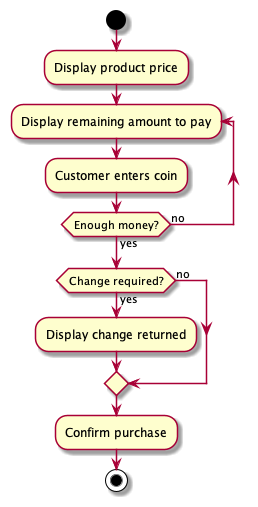 Display product price
Display remaining amount to pay
Customer enters coin
Enough money?
no
yes
Change required?
no
yes
Display change returned
Confirm purchase